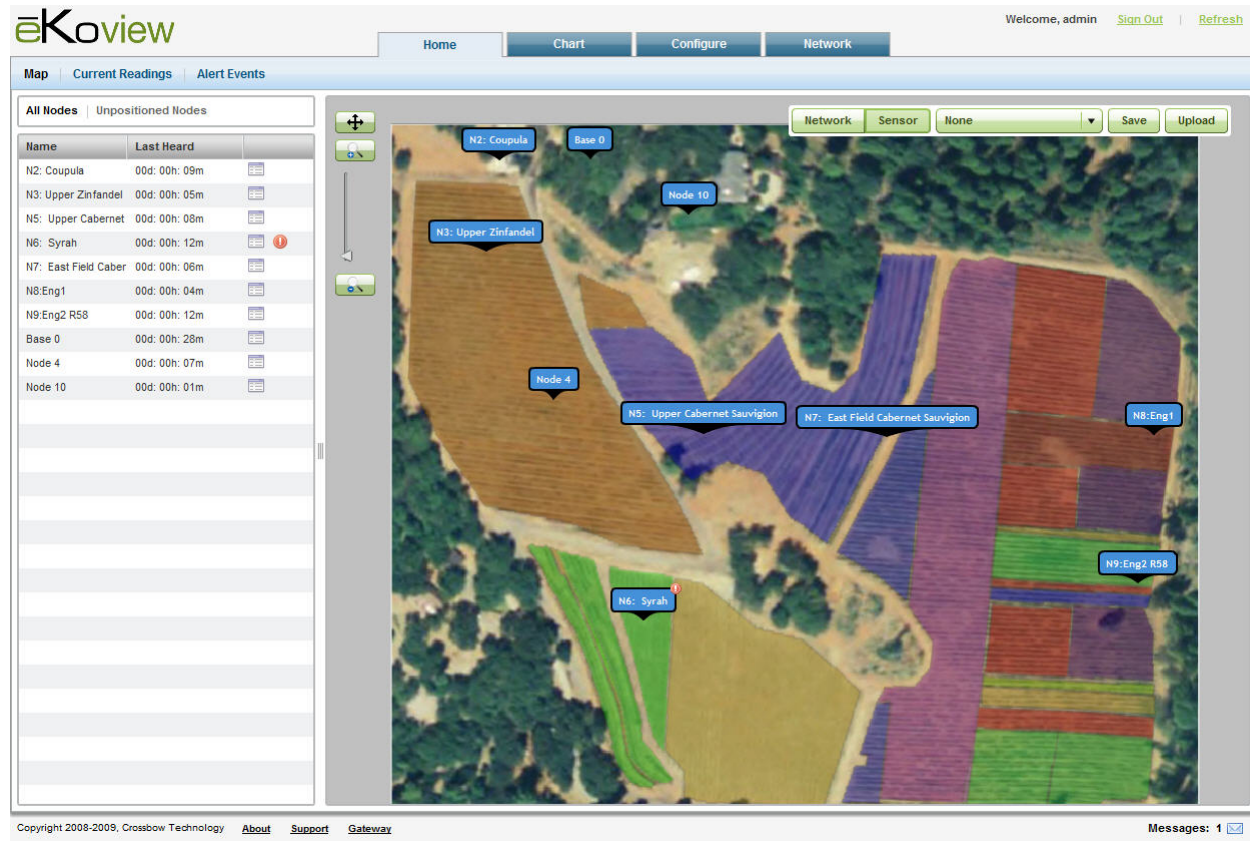 ēKoview
Welcome, admin Sign Out | Refresh
Home Chart Configure Network
Map | Current Readings | Alert Events
All Nodes | Unpositioned Nodes
Name Last Heard
N2: Coupula 00d: 00h: 09m
N3: Upper Zinfandel 00d: 00h: 05m
N5: Upper Cabernet 00d: 00h: 08m
N6: Syrah 00d: 00h: 12m
N7: East Field Caber 00d: 00h: 06m
N8:Eng1 00d: 00h: 04m
N9:Eng2 R58 00d: 00h: 12m
Base 0 00d: 00h: 28m
Node 4 00d: 00h: 07m
Node 10 00d: 00h: 01m
Network Sensor None Save Upload
N2: Coupula
Base 0
Node 10
N3: Upper Zinfandel
Node 4
N5: Upper Cabernet Sauvigion
N7: East Field Cabernet Sauvigion
N8:Eng1
N9:Eng2 R58
N6: Syrah
Copyright 2008-2009, Crossbow Technology About Support Gateway
Messages: 1